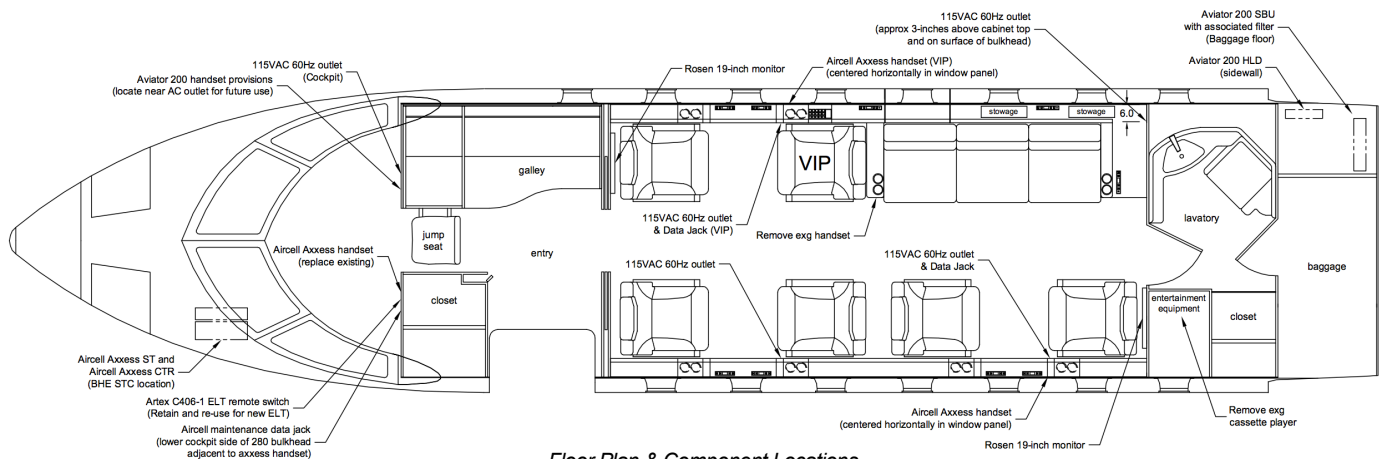 115VAC 60Hz outlet
(Cockpit)
Aviator 200 handset provisions
(locate near AC outlet for future use)
Rosen 19-inch monitor
Aircell Axxess handset (VIP)
(centered horizontally in window panel)
115VAC 60Hz outlet
(approx 3-inches above cabinet top
and on surface of bulkhead)
Aviator 200 SBU
with associated filter
(Baggage floor)
Aviator 200 HLD
(sidewall)
stowage
stowage
6.0
galley
VIP
115VAC 60Hz outlet
& Data Jack (VIP)
Remove exg handset
lavatory
jump
seat
entry
Aircell Axxess handset
(replace existing)
115VAC 60Hz outlet
115VAC 60Hz outlet
& Data Jack
baggage
closet
entertainment
equipment
closet
Aircell Axxess ST and
Aircell Axxess CTR
(BHE STC location)
Artex C406-1 ELT remote switch
(Retain and re-use for new ELT)
Aircell maintenance data jack
(lower cockpit side of 280 bulkhead
adjacent to axxess handset)
Aircell Axxess handset
(centered horizontally in window panel)
Rosen 19-inch monitor
Remove exg
cassette player
Floor Plan & Component Locations